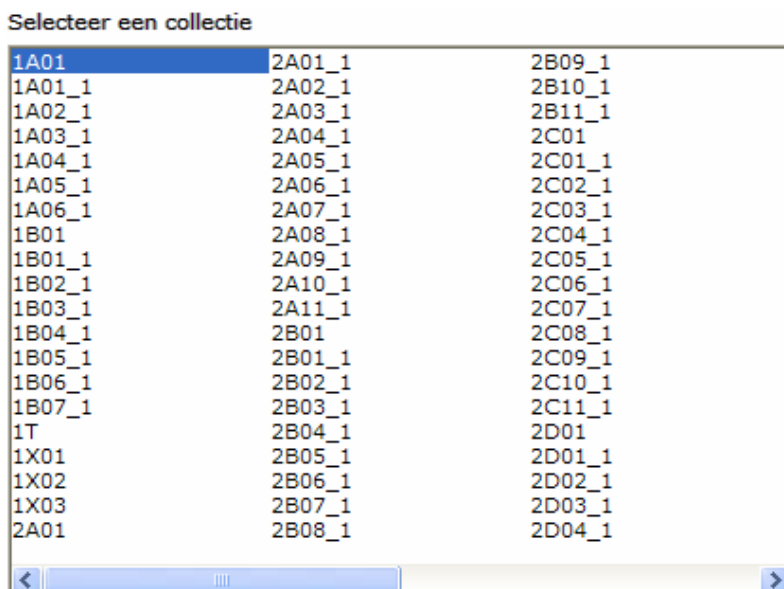 Selecteer een collectie
1A01
1A01_1
1A02_1
1A03_1
1A04_1
1A05_1
1A06_1
1B01
1B01_1
1B02_1
1B03_1
1B04_1
1B05_1
1B06_1
1B07_1
1T
1X01
1X02
1X03
2A01
2A01_1
2A02_1
2A03_1
2A04_1
2A05_1
2A06_1
2A07_1
2A08_1
2A09_1
2A10_1
2A11_1
2B01
2B01_1
2B02_1
2B03_1
2B04_1
2B05_1
2B06_1
2B07_1
2B08_1
2B09_1
2B10_1
2B11_1
2C01
2C01_1
2C02_1
2C03_1
2C04_1
2C05_1
2C06_1
2C07_1
2C08_1
2C09_1
2C10_1
2C11_1
2D01
2D01_1
2D02_1
2D03_1
2D04_1